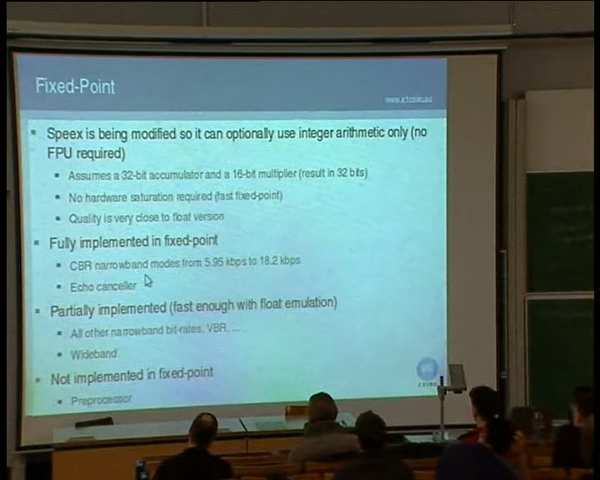 Fixed-Point
Speex is being modified so it can optionally use integer arithmetic only (no
FPU required)
Assumes a 32-bit accumulator and a 16-bit multiplier (result in 32 bits)
No hardware saturation required (fast fixed-point)
Quality is very close to float version
Fully implemented in fixed-point
CBR narrowband modes from 5.95 kbps to 18.2 kbps
Echo canceller
Partially implemented (fast enough with float emulation)
All other narrowband bit-rates, VBR, ...
Wideband
Not implemented in fixed-point
Preprocessor
CSIRO